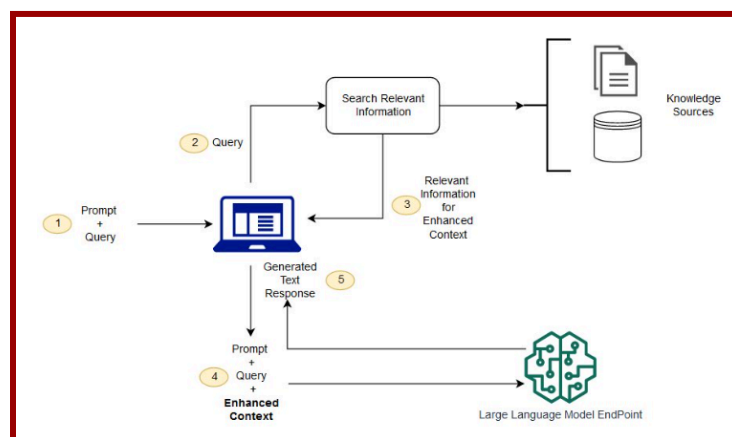 Search Relevant
Information
Knowledge
Sources
2
Query
1
Prompt
+
Query
3
Relevant
Information
for
Enhanced
Context
Generated
Text
Response
5
4
Prompt
+
Query
+
Enhanced
Context
Large Language Model EndPoint